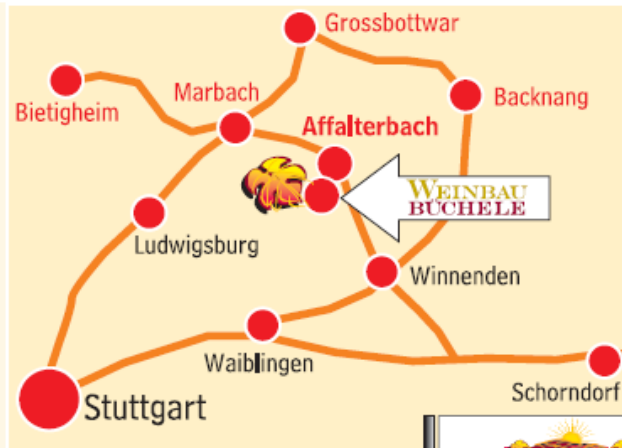 Grossbottwar
Bietigheim
Marbach
Backnang
Affalterbach
WEINBAU
BÜCHELE
Ludwigsburg
Winnenden
Waiblingen
Schorndorf
Stuttgart